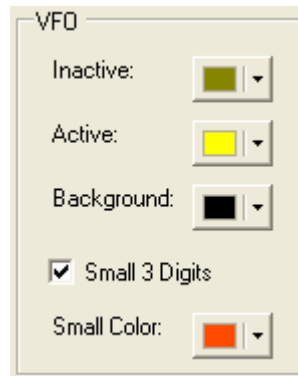 VFO
Inactive:
Active:
Background:
Small 3 Digits
Small Color: